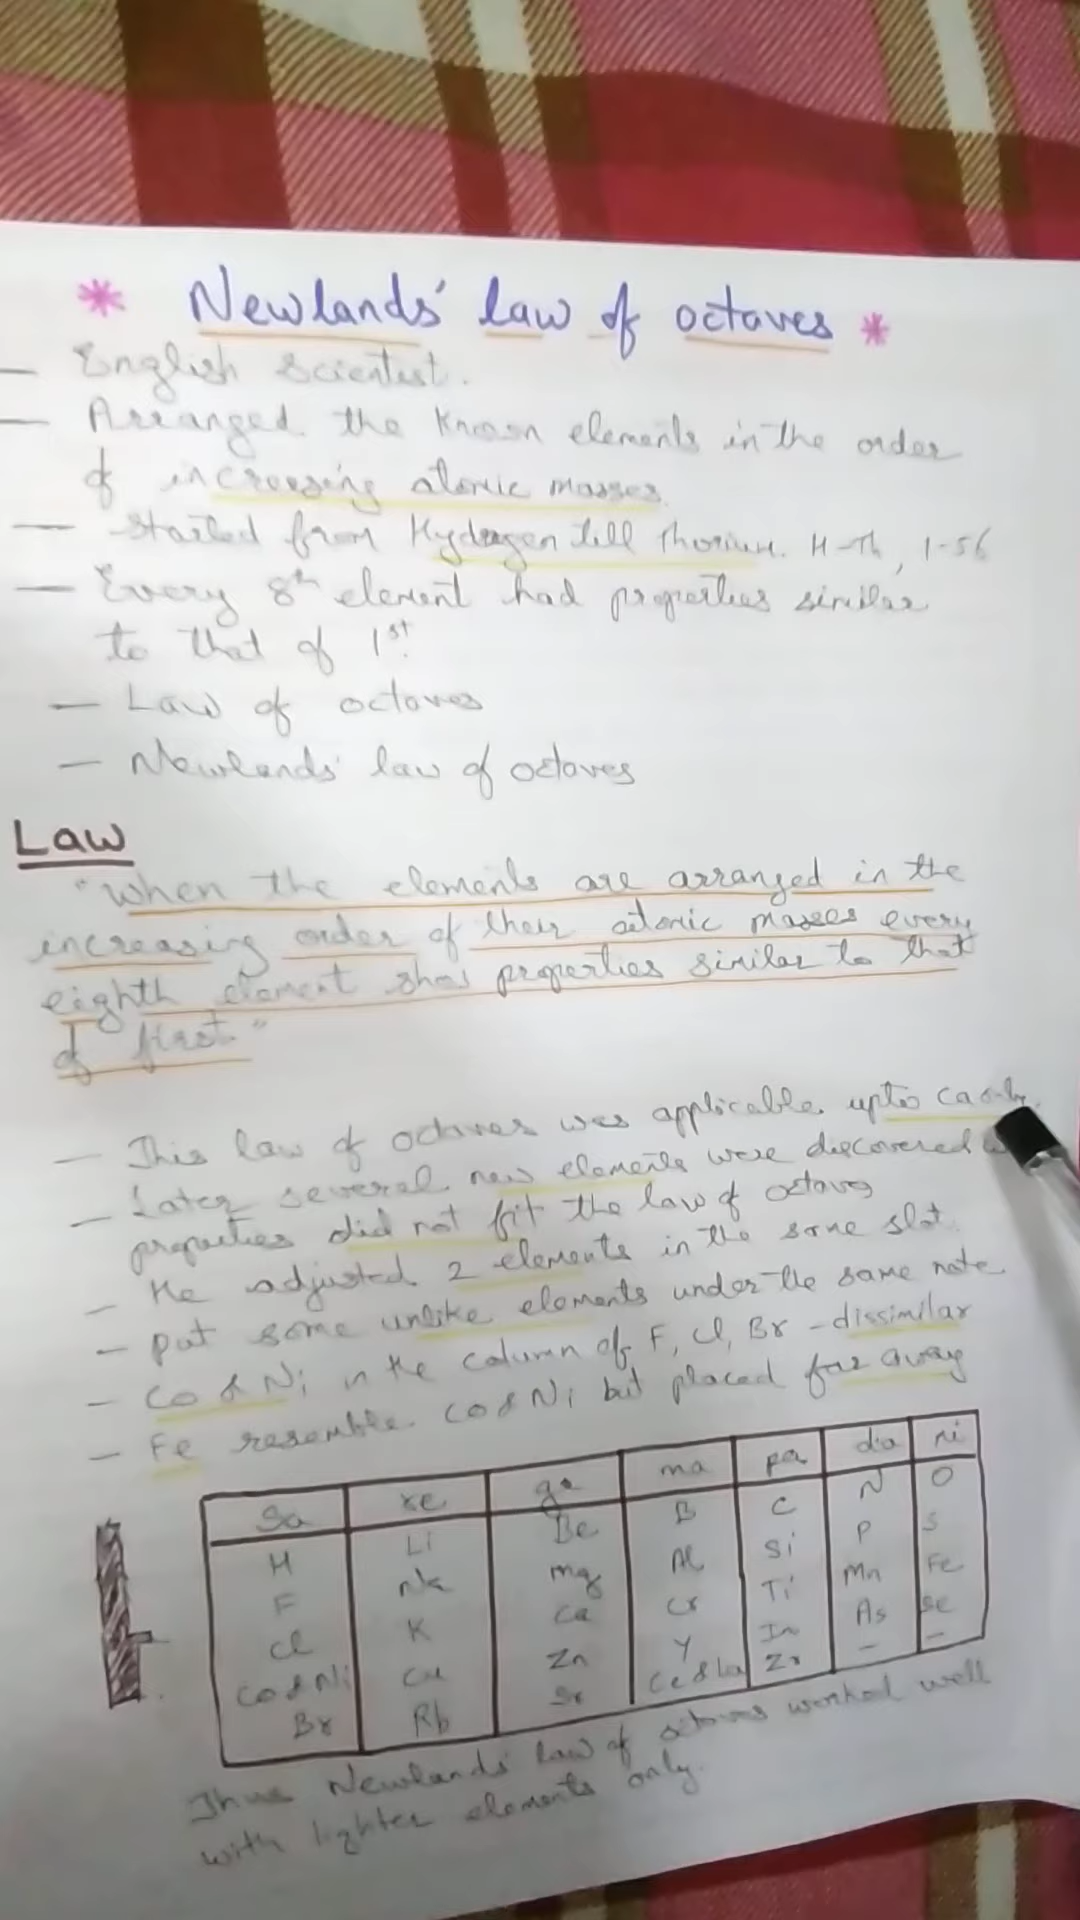 * Newlands' law of octaves *
— English scientist.
— Arranged the known elements in the order
of increasing atomic masses.
— Started from Hydrogen till Thorium. H-Th, 1-56
— Every 8th element had properties similar
to that of 1st.
— Law of octaves
— Newlands' law of octaves
Law
"When the elements are arranged in the
increasing order of their atomic masses every
eighth element show properties similar to that
of first."
— This law of octaves was applicable upto Ca only.
— Later several new elements were discovered
properties did not fit the law of octaves
— He adjusted 2 elements in the same slot.
— Put some unlike elements under the same note
— Co & Ni in the column of F, Cl, Br - dissimilar
— Fe resemble Co & Ni but placed far away
Sa re ga ma pa dha ni
H Li Be B C N O
F Na Mg Al Si P S
Cl K Ca Cr Ti Mn Fe
Co & Ni Cu Zn Y In As Se
Br Rb Sr Ce & La Zr – –
Thus Newlands' law of octaves worked well
with lighter elements only.